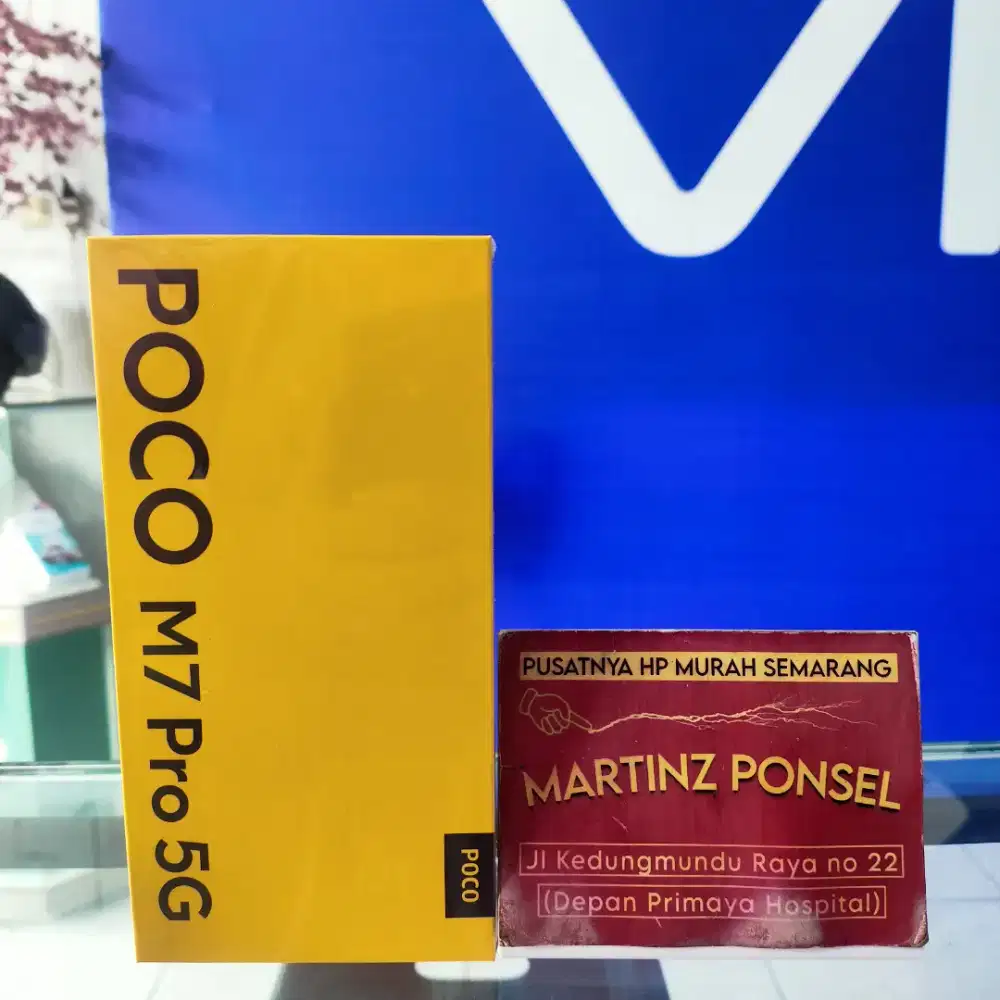 POCO M7 Pro 5G
POCO
PUSATNYA HP MURAH SEMARANG
MARTINZ PONSEL
Jl Kedungmundu Raya no 22
(Depan Primaya Hospital)